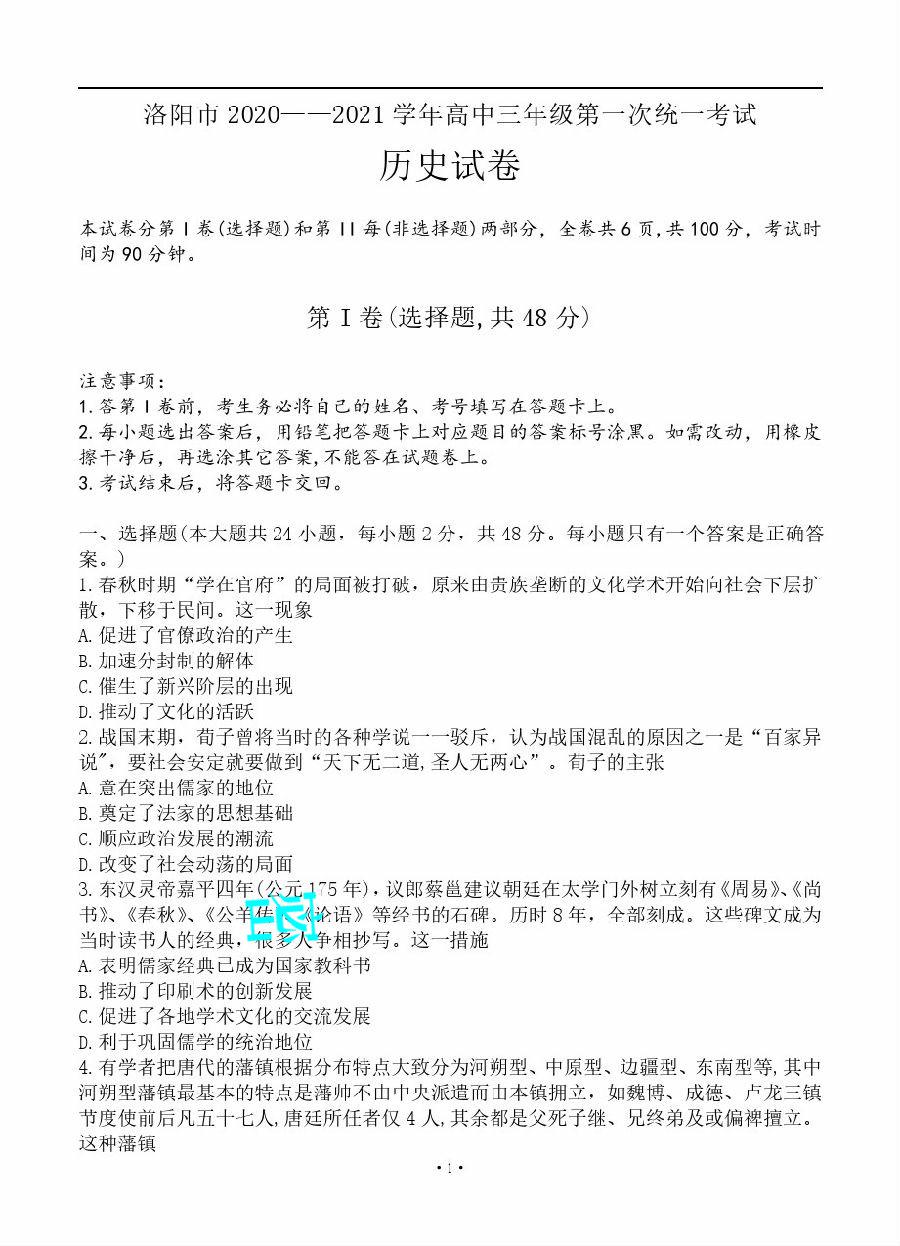 洛阳市 2020——2021 学年高中三年级第一次统一考试
历史试卷
本试卷分第 I 卷(选择题)和第 II 每(非选择题)两部分，全卷共 6 页,共 100 分，考试时
间为 90 分钟。
第 I 卷(选择题,共 48 分)
注意事项：
1.答第 I 卷前，考生务必将自己的姓名、考号填写在答题卡上。
2.每小题选出答案后，用铅笔把答题卡上对应题目的答案标号涂黑。如需改动，用橡皮
擦干净后，再选涂其它答案,不能答在试题卷上。
3.考试结束后，将答题卡交回。
一、选择题(本大题共 24 小题，每小题 2 分，共 48 分。每小题只有一个答案是正确答
案。)
1.春秋时期“学在官府”的局面被打破，原来由贵族垄断的文化学术开始向社会下层扩
散，下移于民间。这一现象
A.促进了官僚政治的产生
B.加速分封制的解体
C.催生了新兴阶层的出现
D.推动了文化的活跃
2.战国末期，荀子曾将当时的各种学说一一驳斥，认为战国混乱的原因之一是“百家异
说"，要社会安定就要做到“天下无二道,圣人无两心”。荀子的主张
A.意在突出儒家的地位
B.奠定了法家的思想基础
C.顺应政治发展的潮流
D.改变了社会动荡的局面
3.东汉灵帝嘉平四年(公元 175 年),议郎蔡邕建议朝廷在太学门外树立刻有《周易》、《尚
书》、《春秋》、《公羊传》、《论语》等经书的石碑。历时 8 年，全部刻成。这些碑文成为
当时读书人的经典，很多人争相抄写。这一措施
A.表明儒家经典已成为国家教科书
B.推动了印刷术的创新发展
C.促进了各地学术文化的交流发展
D.利于巩固儒学的统治地位
4.有学者把唐代的藩镇根据分布特点大致分为河朔型、中原型、边疆型、东南型等,其中
河朔型藩镇最基本的特点是藩帅不由中央派遣而由本镇拥立，如魏博、成德、卢龙三镇
节度使前后凡五十七人,唐廷所任者仅 4 人,其余都是父死子继、兄终弟及或偏裨擅立。
这种藩镇
·1·